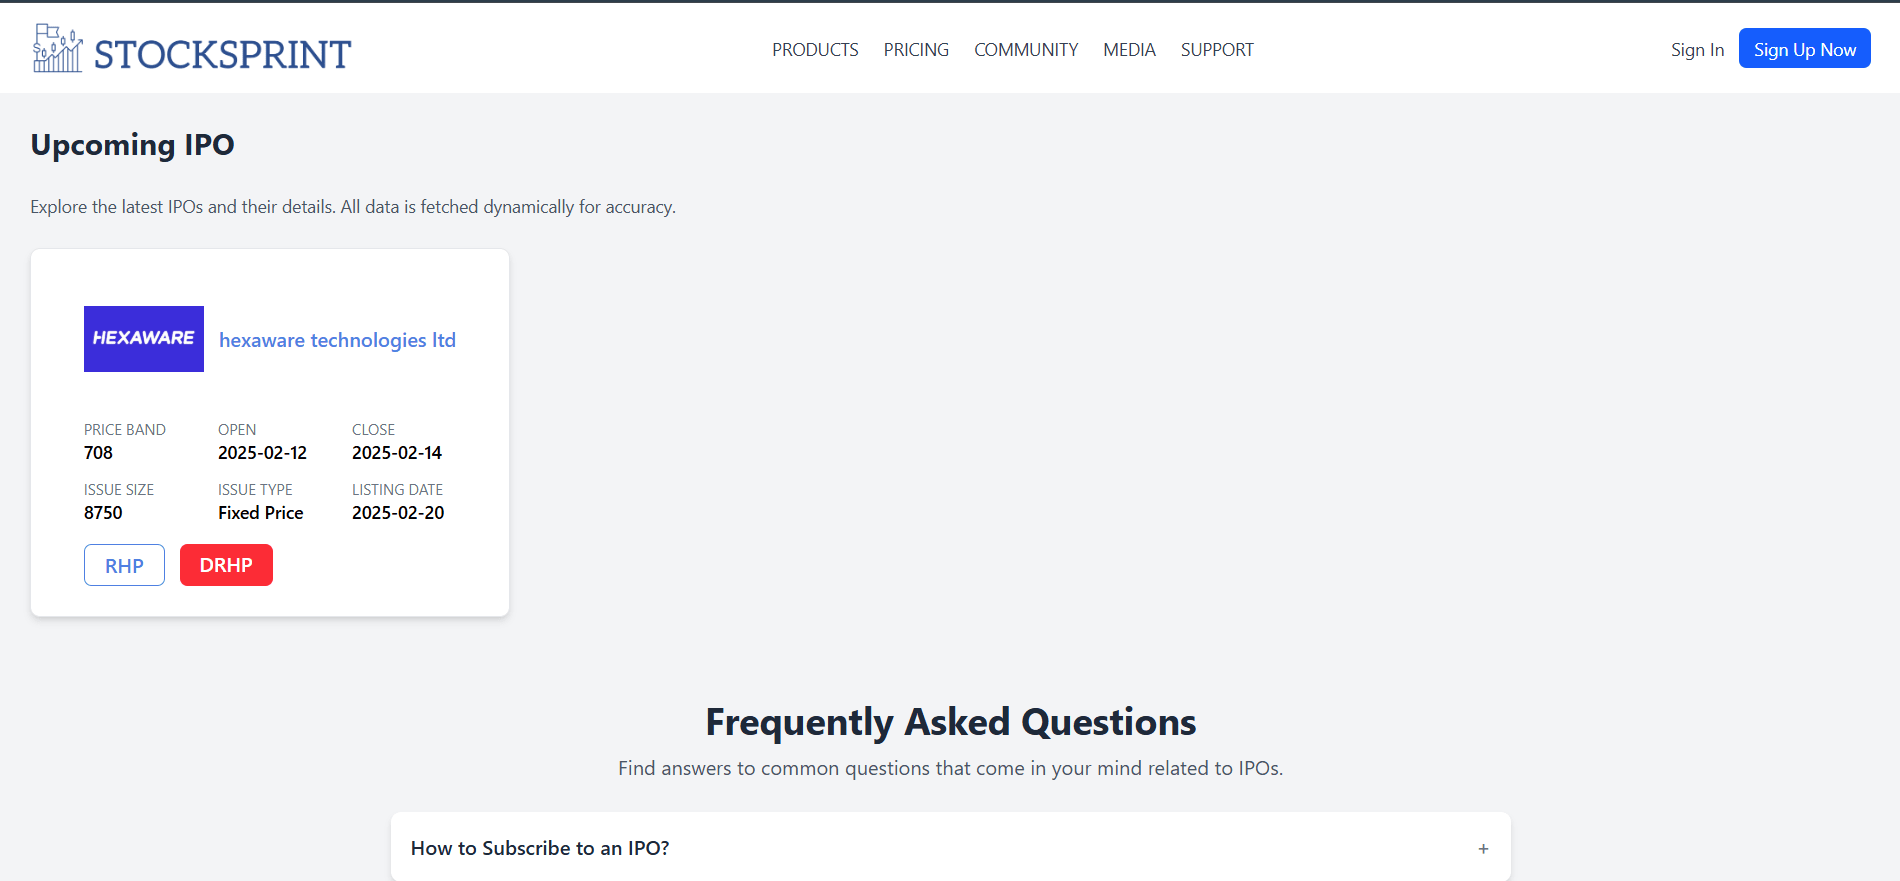 STOCKSPRINT
PRODUCTS PRICING COMMUNITY MEDIA SUPPORT
Sign In Sign Up Now
Upcoming IPO
Explore the latest IPOs and their details. All data is fetched dynamically for accuracy.
HEXAWARE
hexaware technologies ltd
PRICE BAND OPEN CLOSE
708 2025-02-12 2025-02-14
ISSUE SIZE ISSUE TYPE LISTING DATE
8750 Fixed Price 2025-02-20
RHP DRHP
Frequently Asked Questions
Find answers to common questions that come in your mind related to IPOs.
How to Subscribe to an IPO? +